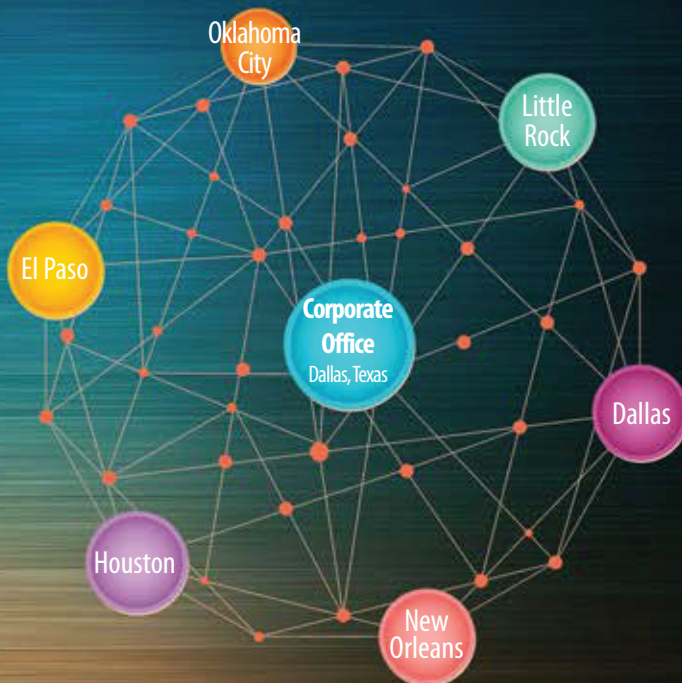 Oklahoma
City
Little
Rock
El Paso
Corporate
Office
Dallas, Texas
Dallas
Houston
New
Orleans